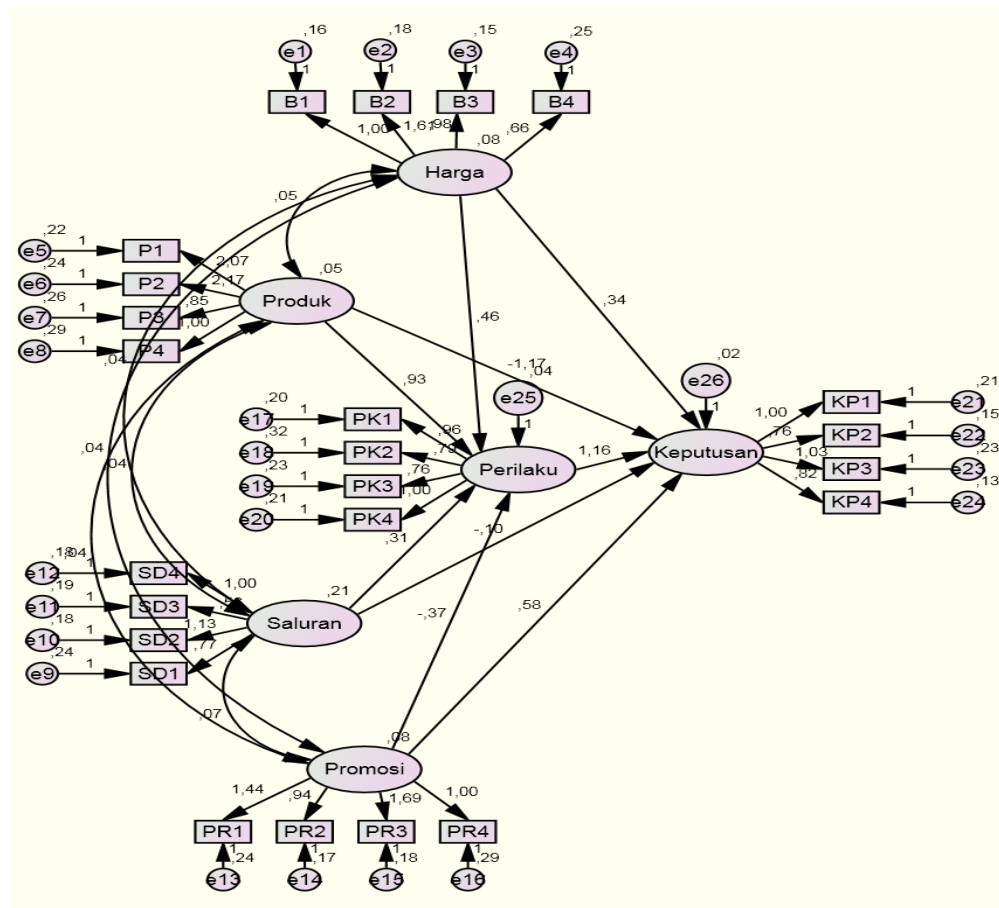 ,16 ,18 ,15 ,25
e1 e2 e3 e4
1 1 1 1
B1 B2 B3 B4
1,00 1,61 ,98 ,66
,08
Harga
,05
,22
e5 1 P1
,24
e6 1 P2
,26
e7 1 P3
,29
e8 1 P4
2,07
2,17
,85
1,00
,05
Produk
,34
,46
-1,17
,93
,04
e25
1
,02
e26
1
,20
e17 1 PK1
,32
e18 1 PK2
,23
e19 1 PK3
,21
e20 1 PK4
,96
,79
,76
1,00
Perilaku
1,16
Keputusan
1,00
,76
1,03
,82
KP1 1 e21 ,21
KP2 1 e22 ,15
KP3 1 e23 ,23
KP4 1 e24 ,13
,04
,04
,04
,31
-,10
,18 ,04
e12 1 SD4
,19
e11 1 SD3
,18
e10 1 SD2
,24
e9 1 SD1
1,00
1,13
,77
,21
Saluran
-,37
,58
,07
,08
Promosi
1,44 ,94 1,69 1,00
PR1 PR2 PR3 PR4
1 1 1 1
,24 ,17 ,18 ,29
e13 e14 e15 e16